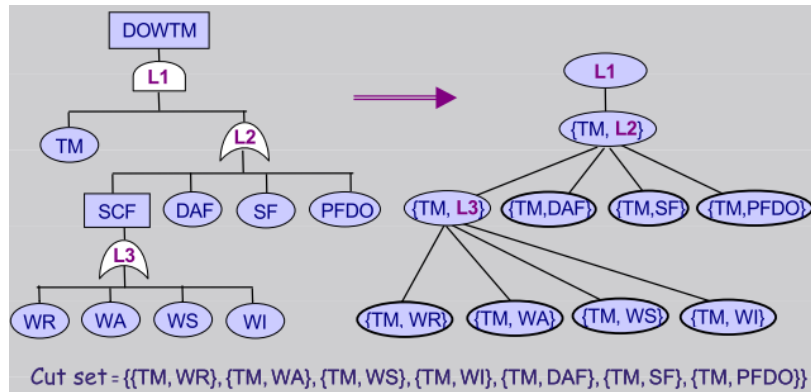 DOWTM
L1
L1
TM
L2
{TM, L2}
SCF
DAF
SF
PFDO
{TM, L3}
{TM,DAF}
{TM,SF}
{TM,PFDO}
L3
WR
WA
WS
WI
{TM, WR}
{TM, WA}
{TM, WS}
{TM, WI}
Cut set = {{TM, WR}, {TM, WA}, {TM, WS}, {TM, WI}, {TM, DAF}, {TM, SF}, {TM, PFDO}}